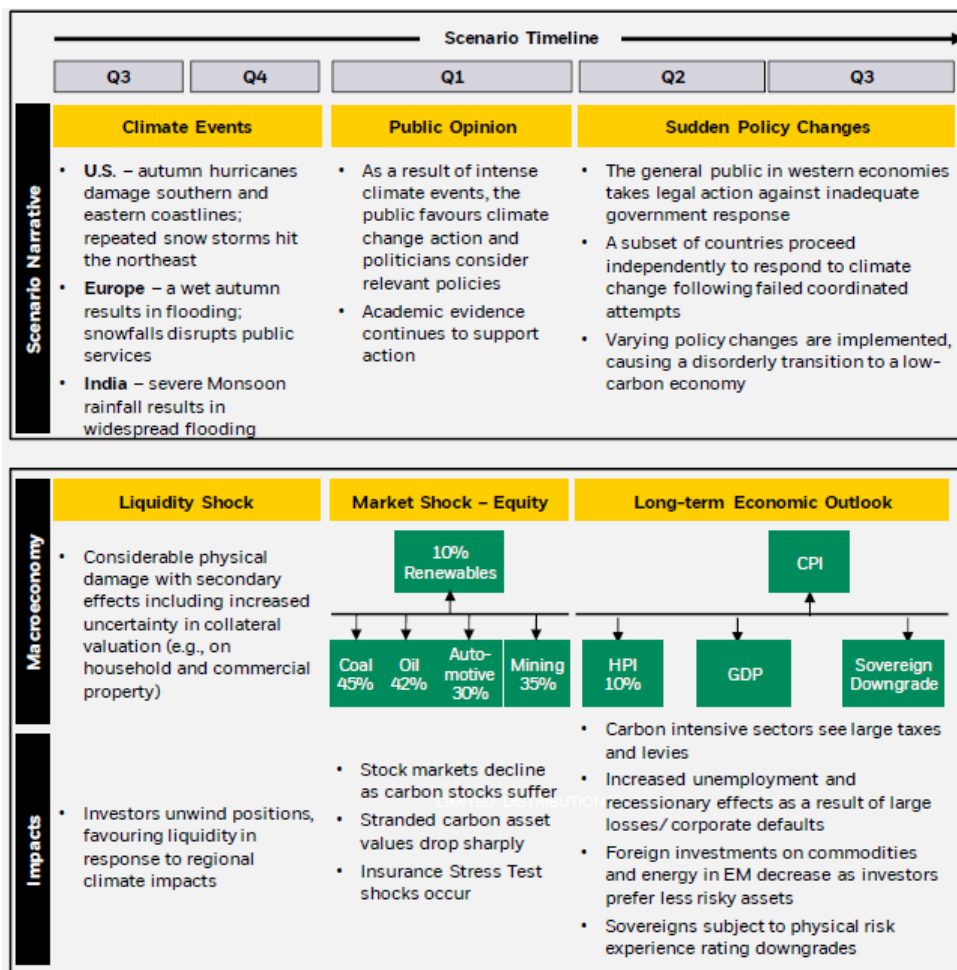 Scenario Timeline
Q3
Q4
Q1
Q2
Q3
Scenario Narrative
Climate Events
• U.S. – autumn hurricanes
damage southern and
eastern coastlines;
repeated snow storms hit
the northeast
• Europe – a wet autumn
results in flooding;
snowfalls disrupts public
services
• India – severe Monsoon
rainfall results in
widespread flooding
Public Opinion
• As a result of intense
climate events, the
public favours climate
change action and
politicians consider
relevant policies
• Academic evidence
continues to support
action
Sudden Policy Changes
• The general public in western economies
takes legal action against inadequate
government response
• A subset of countries proceed
independently to respond to climate
change following failed coordinated
attempts
• Varying policy changes are implemented,
causing a disorderly transition to a low-
carbon economy
Macroeconomy
Liquidity Shock
• Considerable physical
damage with secondary
effects including increased
uncertainty in collateral
valuation (e.g., on
household and commercial
property)
Market Shock – Equity
10%
Renewables
Coal
45%
Oil
42%
Auto-
motive
30%
Mining
35%
Long-term Economic Outlook
CPI
HPI
10%
GDP
Sovereign
Downgrade
Impacts
• Investors unwind positions,
favouring liquidity in
response to regional
climate impacts
• Stock markets decline
as carbon stocks suffer
• Stranded carbon asset
values drop sharply
• Insurance Stress Test
shocks occur
LIMITED DISTRIBUTION
• Carbon intensive sectors see large taxes
and levies
• Increased unemployment and
recessionary effects as a result of large
losses/ corporate defaults
• Foreign investments on commodities
and energy in EM decrease as investors
prefer less risky assets
• Sovereigns subject to physical risk
experience rating downgrades